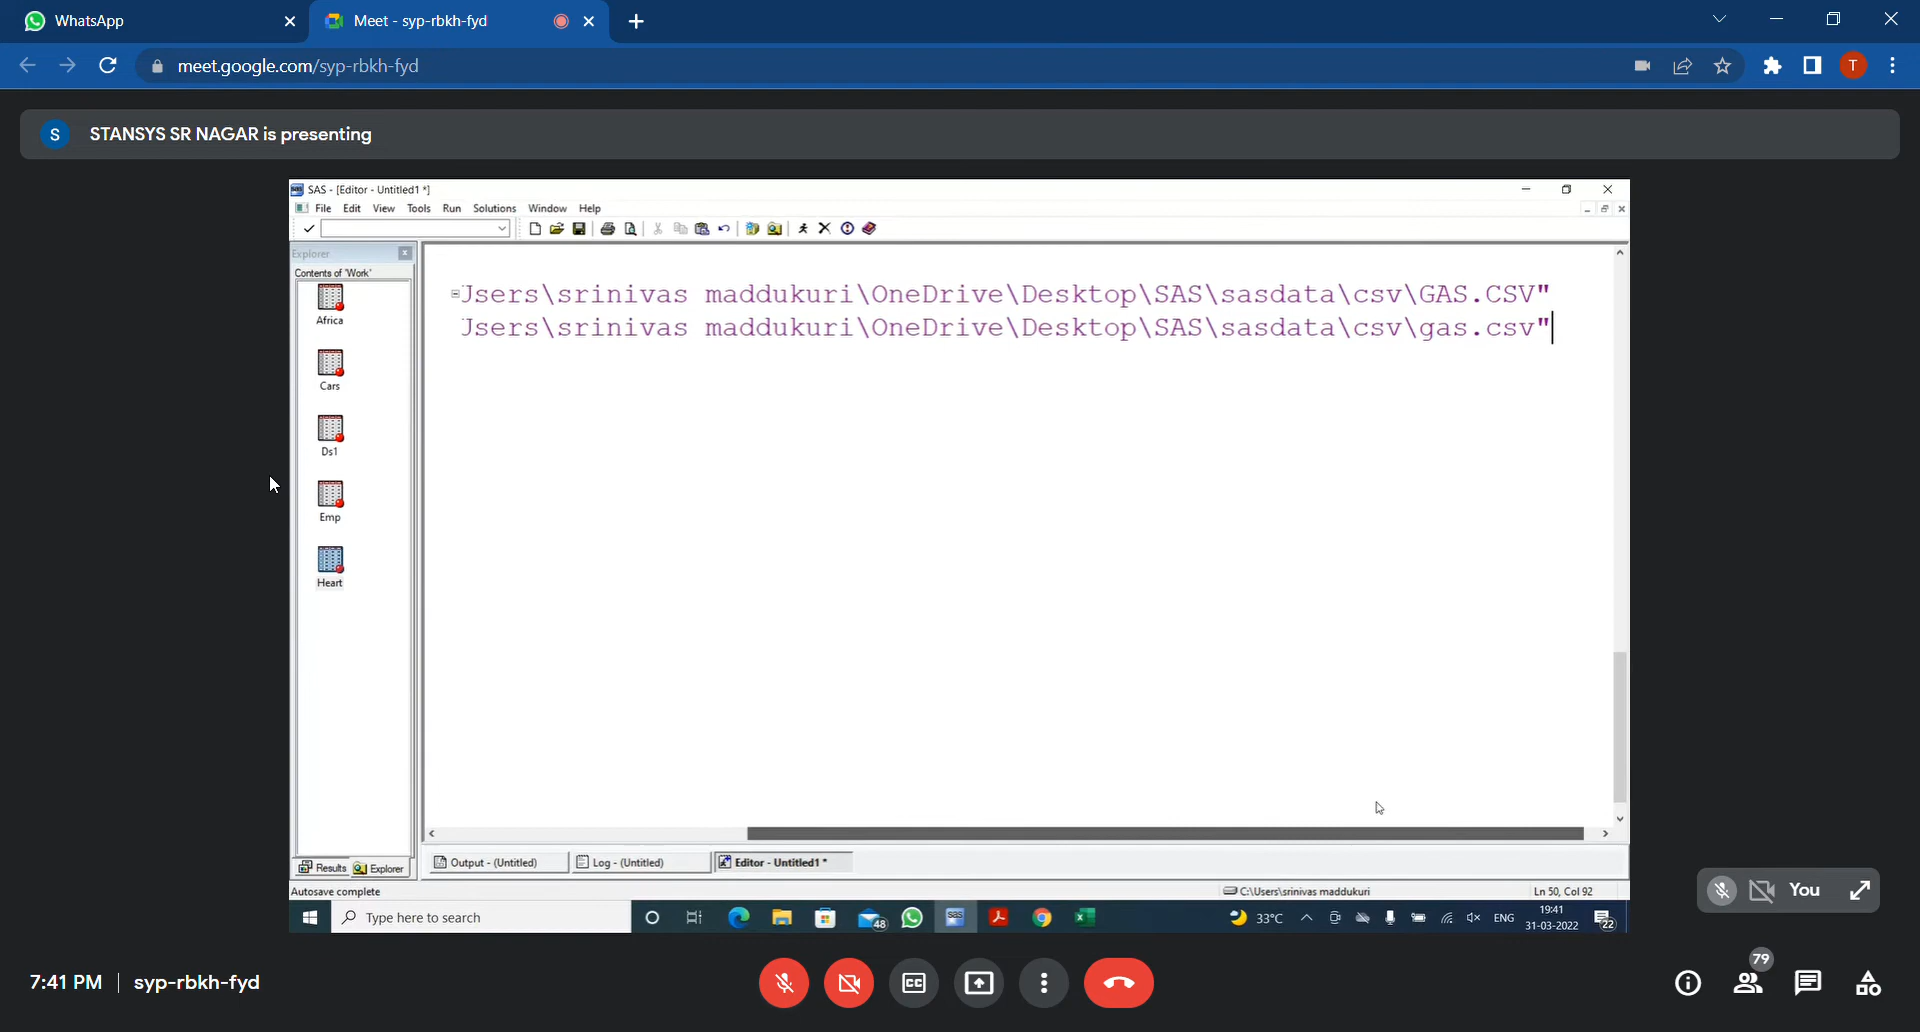 WhatsApp
Meet - syp-rbkh-fyd
meet.google.com/syp-rbkh-fyd
T
S STANSYS SR NAGAR is presenting
SAS - [Editor - Untitled1 *]
File Edit View Tools Run Solutions Window Help
Explorer
Contents of 'Work'
Africa
Cars
Ds1
Emp
Heart
Jsers\srinivas maddukuri\OneDrive\Desktop\SAS\sasdata\csv\GAS.CSV"
Jsers\srinivas maddukuri\OneDrive\Desktop\SAS\sasdata\csv\gas.csv"
Results Explorer
Output - (Untitled) Log - (Untitled) Editor - Untitled1 *
Autosave complete C:\Users\srinivas maddukuri Ln 50, Col 92
Type here to search 48 sas 33°C ENG 19:41 22
31-03-2022
You
7:41 PM syp-rbkh-fyd CC 79